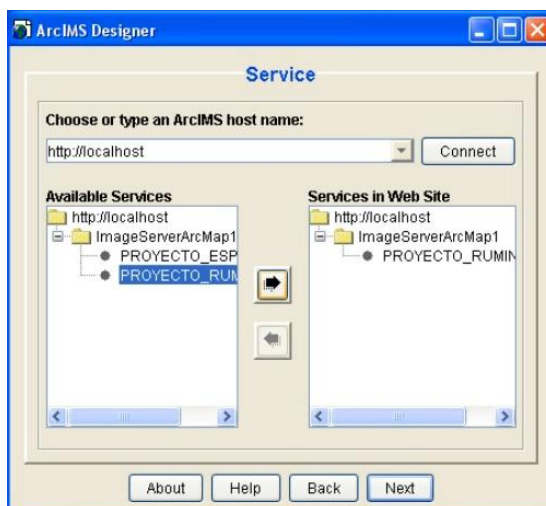 ArcIMS Designer
Service
Choose or type an ArcIMS host name:
http://localhost
Connect
Available Services
Services in Web Site
http://localhost
ImageServerArcMap1
PROYECTO_ESP
PROYECTO_RUM
http://localhost
ImageServerArcMap1
PROYECTO_RUMIN
About
Help
Back
Next